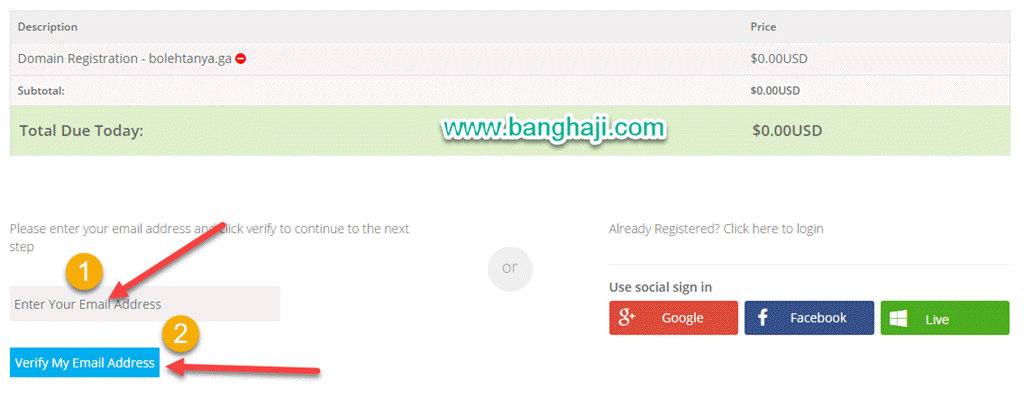 Description Price
Domain Registration - bolehtanya.ga $0.00USD
Subtotal: $0.00USD
Total Due Today: www.banghaji.com $0.00USD
Please enter your email address and click verify to continue to the next
step
1
Enter Your Email Address
2
Verify My Email Address
or
Already Registered? Click here to login
Use social sign in
g+ Google
f Facebook
Live